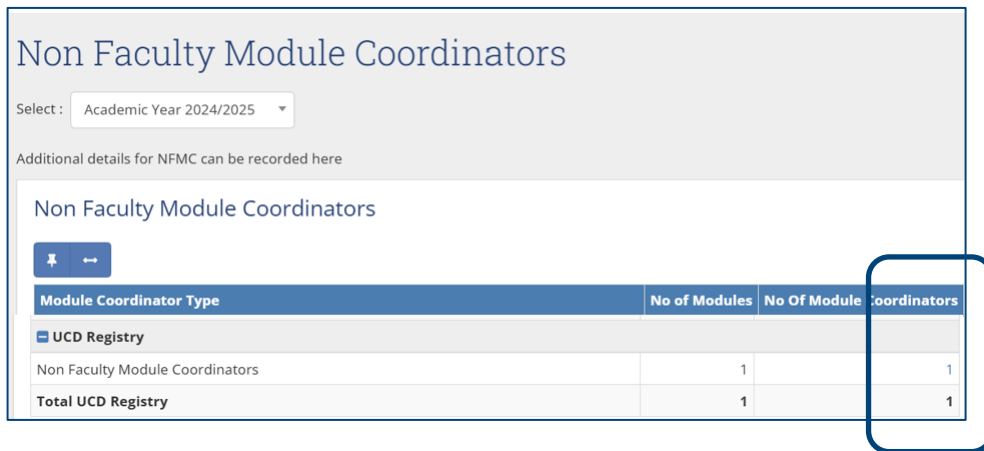 Non Faculty Module Coordinators
Select : Academic Year 2024/2025
Additional details for NFMC can be recorded here
Non Faculty Module Coordinators
Module Coordinator Type No of Modules No Of Module Coordinators
UCD Registry
Non Faculty Module Coordinators 1 1
Total UCD Registry 1 1